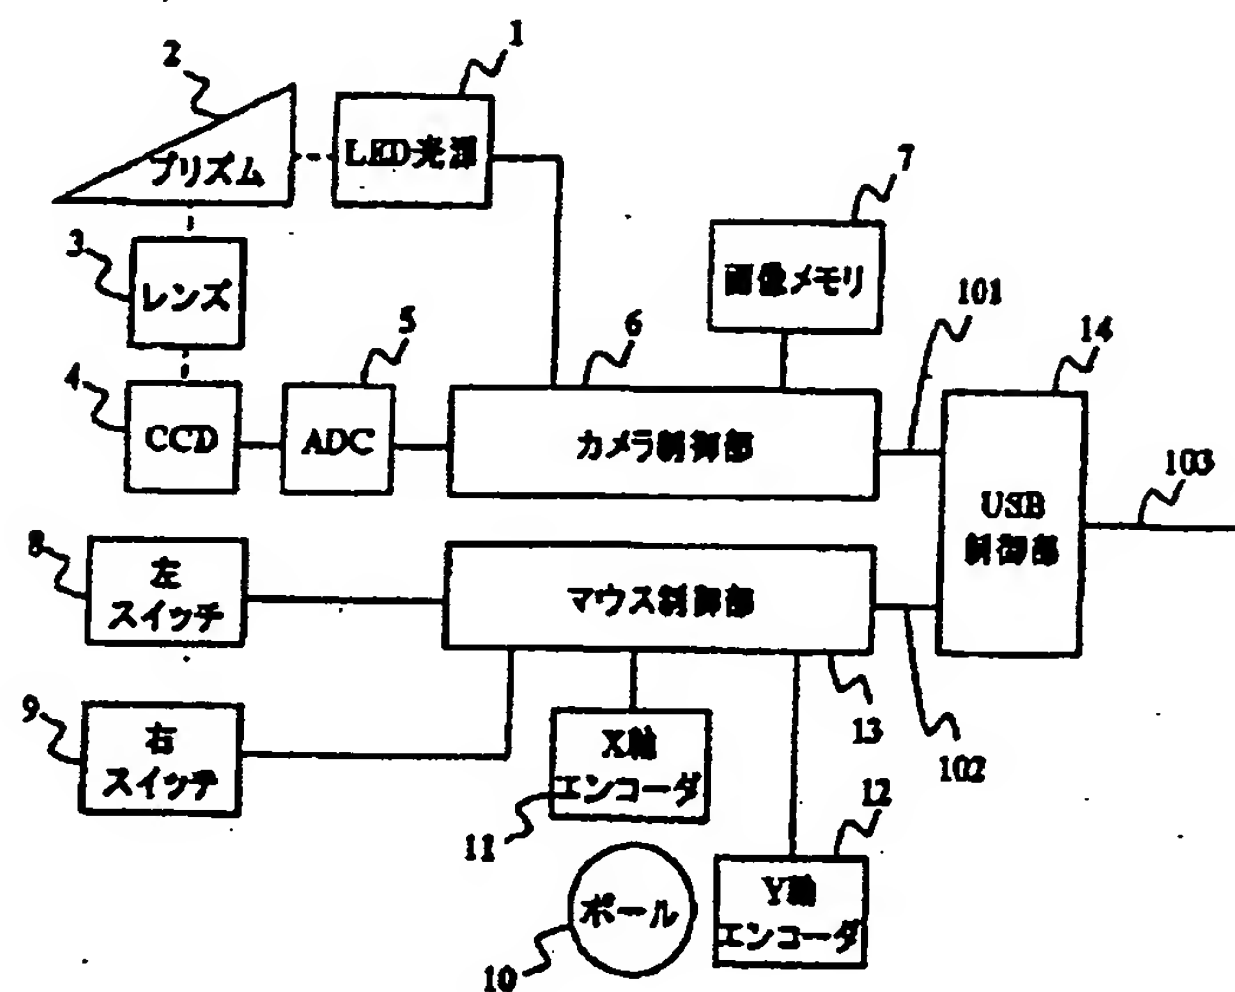 1
2
LED光源
プリズム
7
3
レンズ
画像メモリ
101
5
6
14
4
CCD
ADC
カメラ制御部
103
USB
制御部
8
左
スイッチ
マウス制御部
9
右
スイッチ
13
102
X軸
エンコーダ
11
12
Y軸
エンコーダ
ボール
10